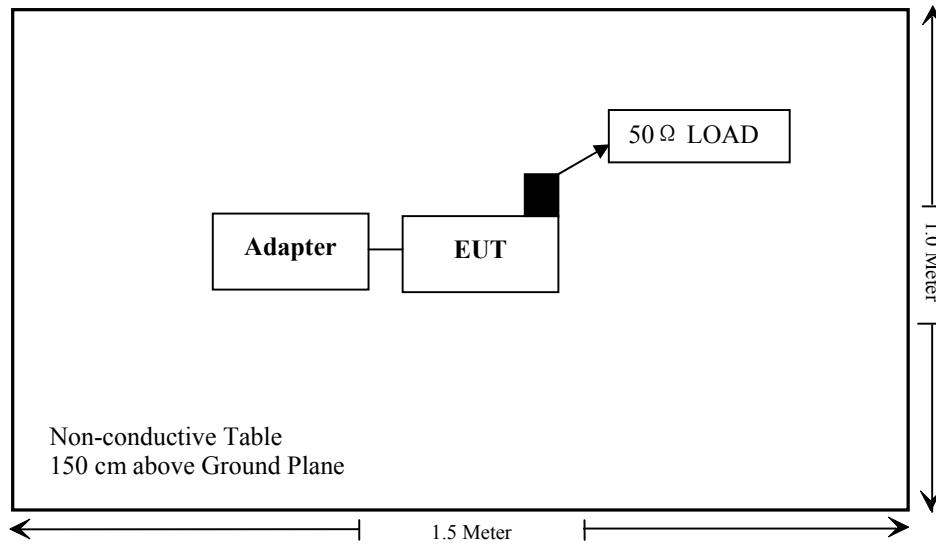 50Ω LOAD
Adapter
EUT
1.0 Meter
Non-conductive Table
150 cm above Ground Plane
1.5 Meter